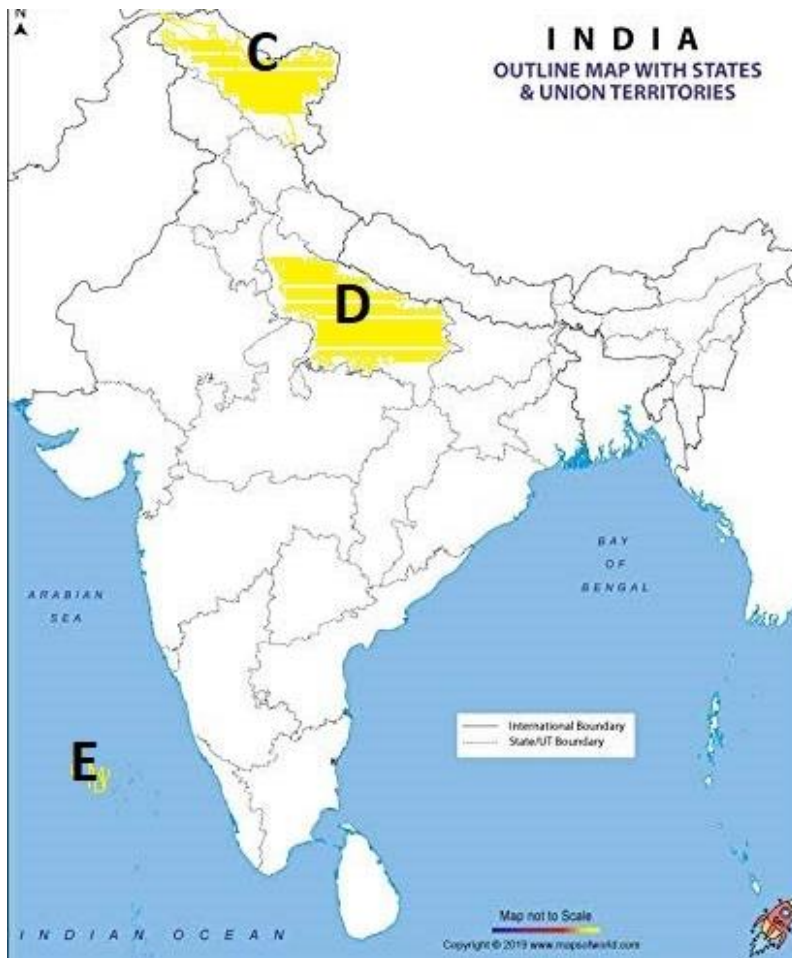 N
I N D I A
OUTLINE MAP WITH STATES
& UNION TERRITORIES
C
D
BAY
OF
BENGAL
ARABIAN
SEA
International Boundary
State/UT Boundary
E
Map not to Scale
INDIAN OCEAN
Copyright © 2019 www.mapsofworld.com